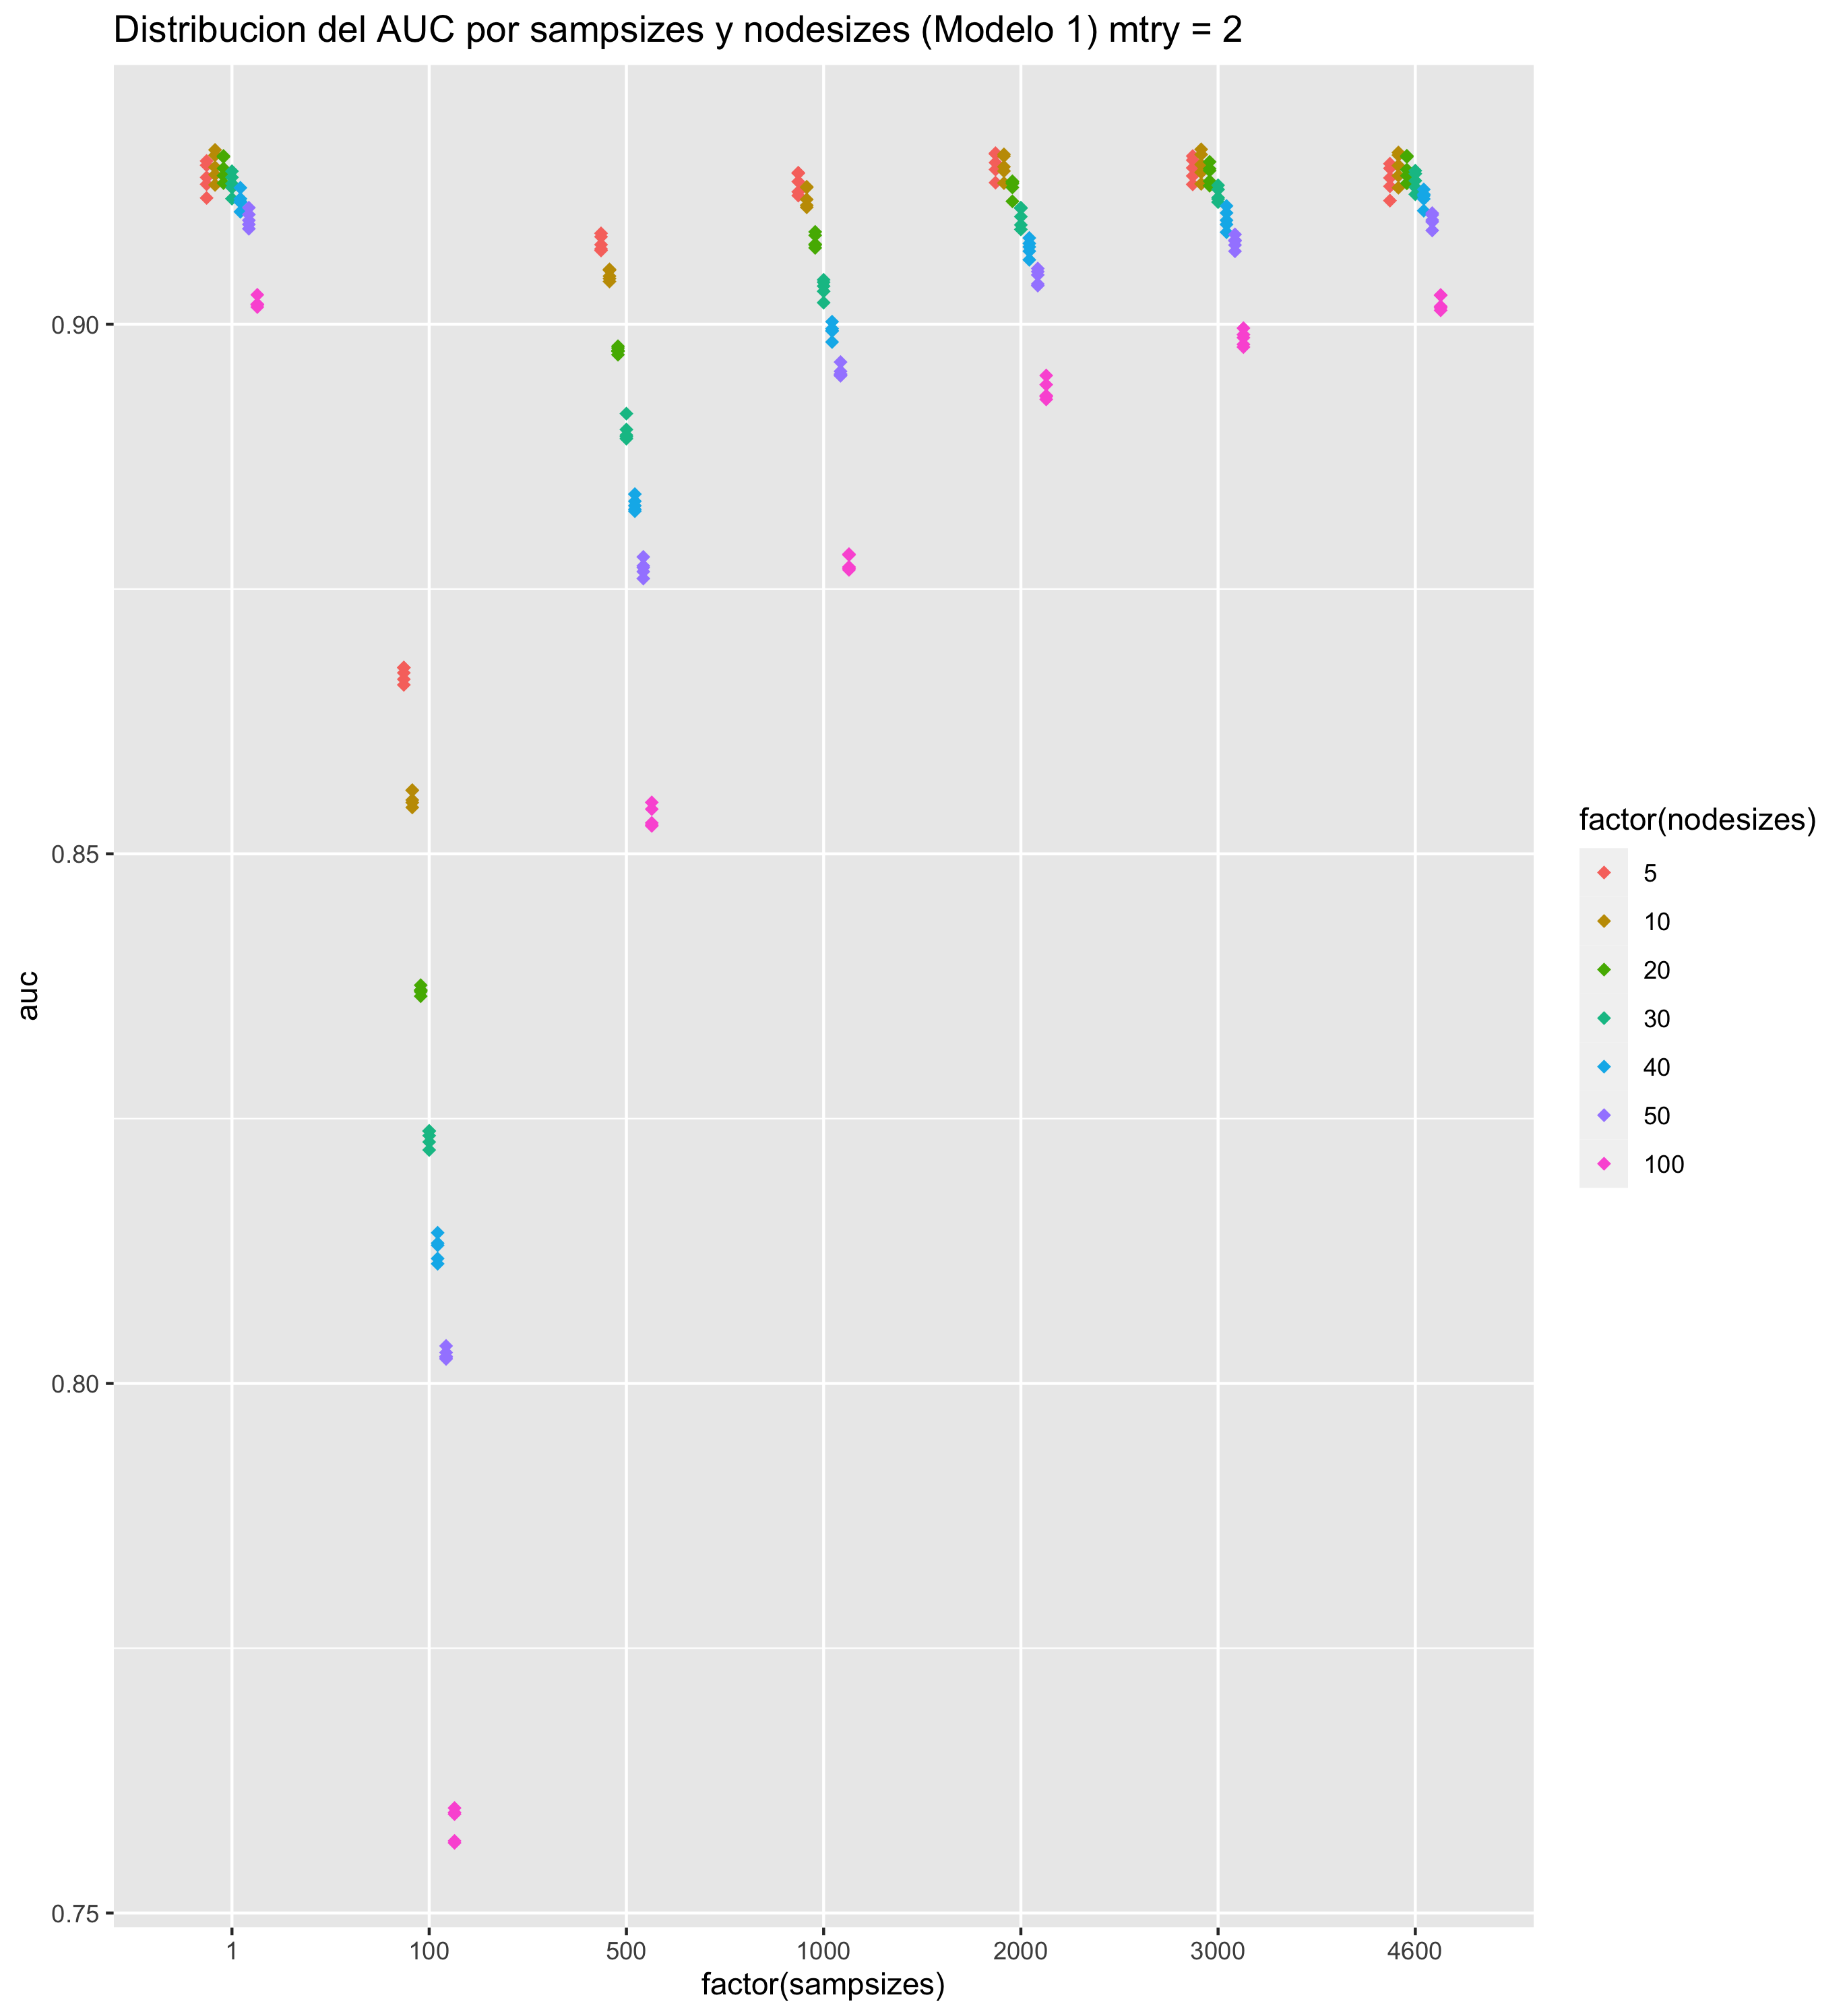 Distribucion del AUC por sampsizes y nodesizes (Modelo 1) mtry = 2
auc
0.90
0.85
0.80
0.75
1 100 500 1000 2000 3000 4600
factor(sampsizes)
factor(nodesizes)
5
10
20
30
40
50
100